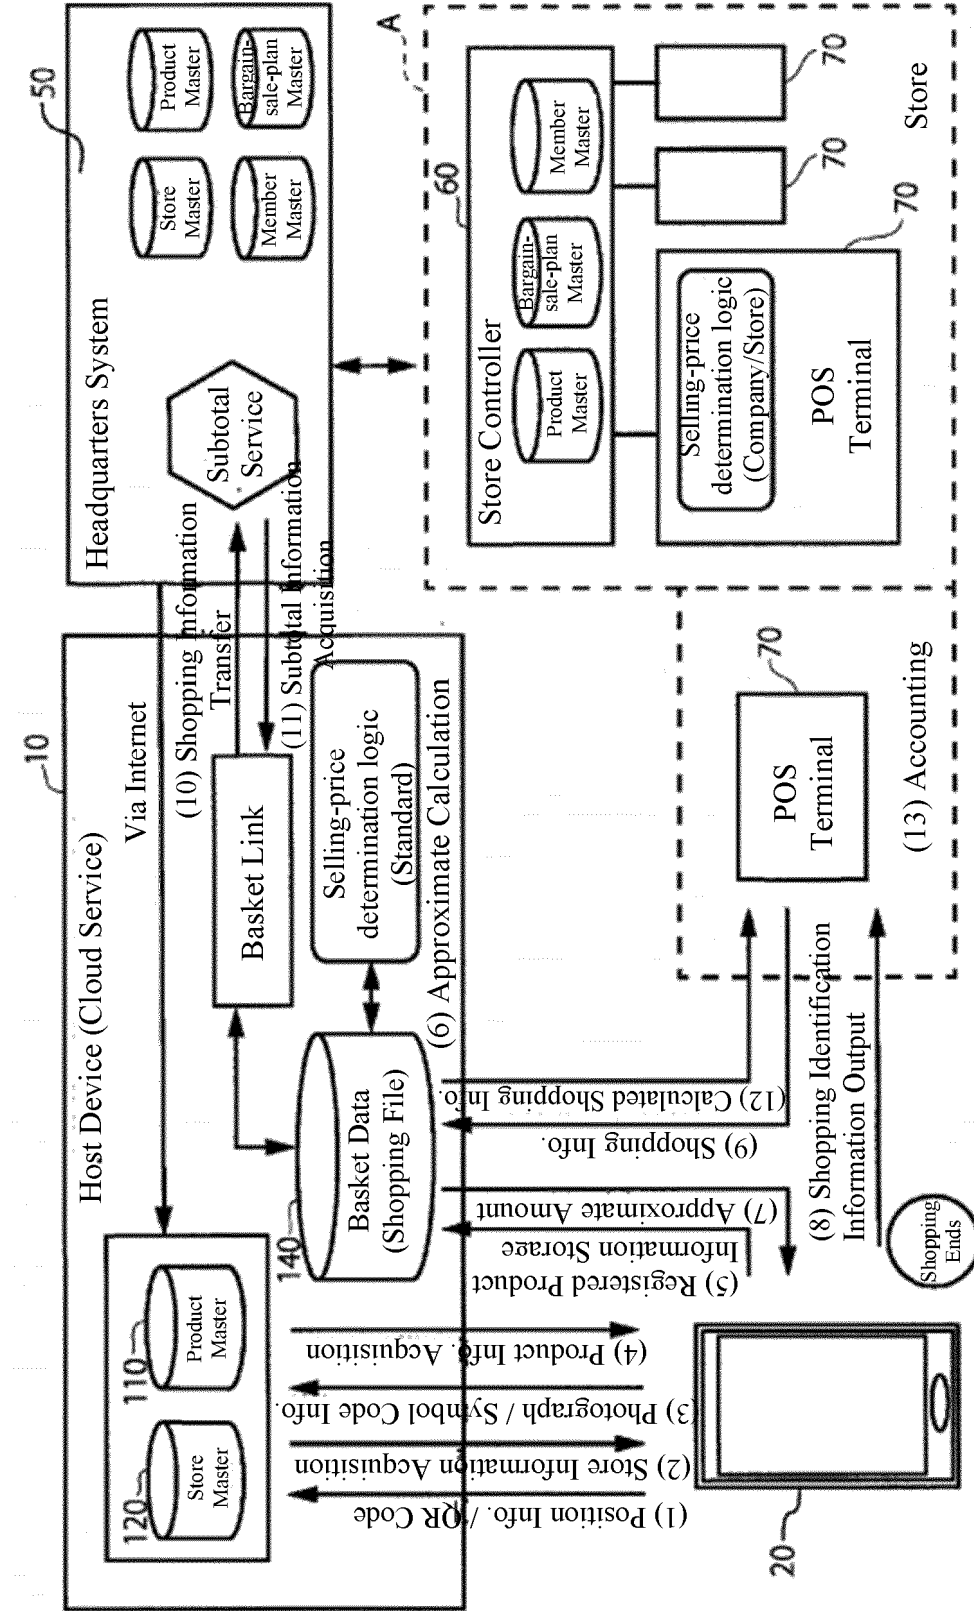 10
Host Device (Cloud Service)
120
Store
Master
110
Product
Master
Via Internet
140
Basket Data
(Shopping File)
Basket Link
Selling-price
determination logic
(Standard)
(6) Approximate Calculation
(10) Shopping Information
Transfer
(11) Subtotal Information
Acquisition
50
Headquarters System
Subtotal
Service
Store
Master
Product
Master
Member
Master
Bargain-
sale-plan
Master
A
60
Store Controller
Product
Master
Bargain-
sale-plan
Master
Member
Master
Selling-price
determination logic
(Company/Store)
POS
Terminal
70
70
70
Store
(1) Position Info. / QR Code
(2) Store Information Acquisition
(3) Photograph / Symbol Code Info.
(4) Product Info. Acquisition
(5) Registered Product
Information Storage
(7) Approximate Amount
(9) Shopping Info.
(12) Calculated Shopping Info.
20
Shopping
Ends
(8) Shopping Identification
Information Output
POS
Terminal
70
(13) Accounting